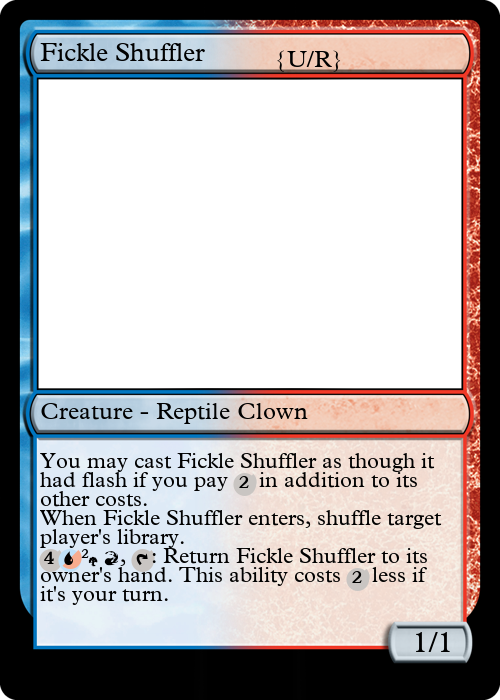 Fickle Shuffler {U/R}
Creature - Reptile Clown
You may cast Fickle Shuffler as though it
had flash if you pay 2 in addition to its
other costs.
When Fickle Shuffler enters, shuffle target
player's library.
4 2, : Return Fickle Shuffler to its
owner's hand. This ability costs 2 less if
it's your turn.
1/1